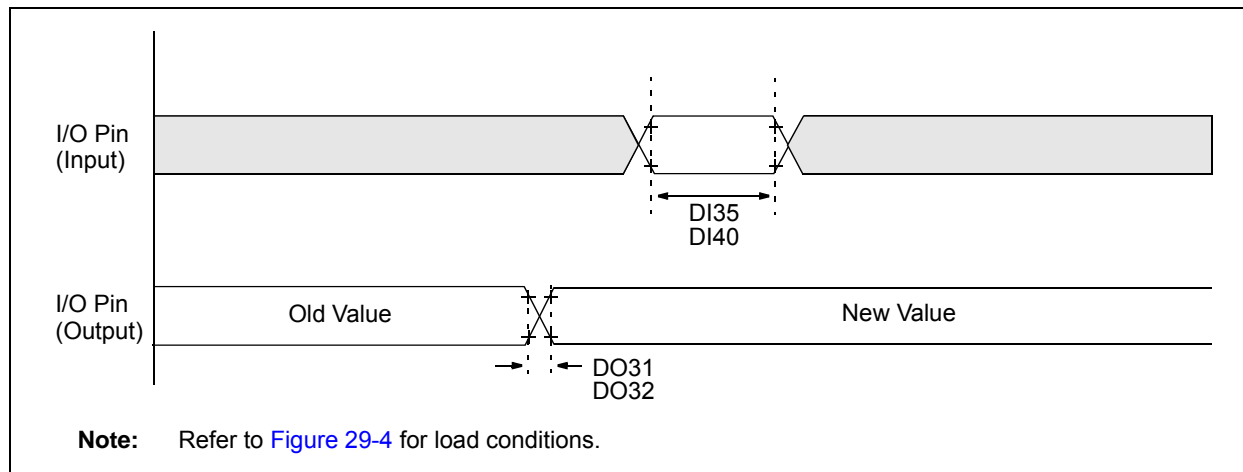 I/O Pin
(Input)
DI35
DI40
I/O Pin
(Output)
Old Value
New Value
DO31
DO32
Note: Refer to Figure 29-4 for load conditions.